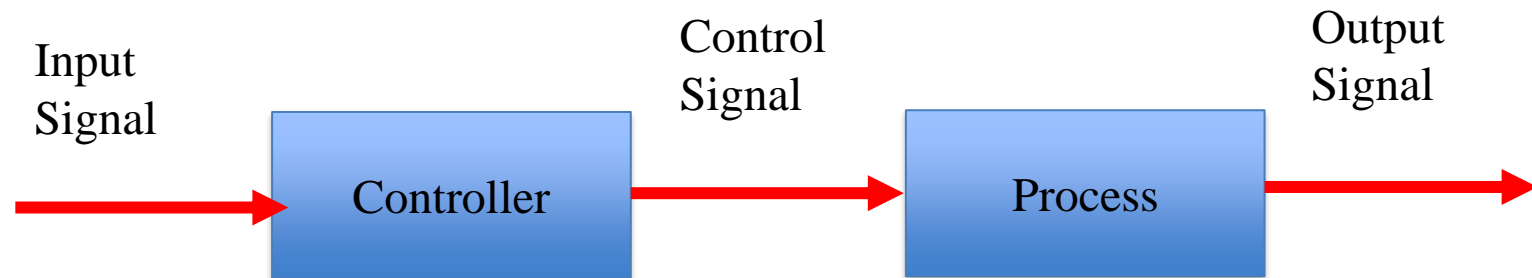 Input
Signal
Controller
Control
Signal
Process
Output
Signal